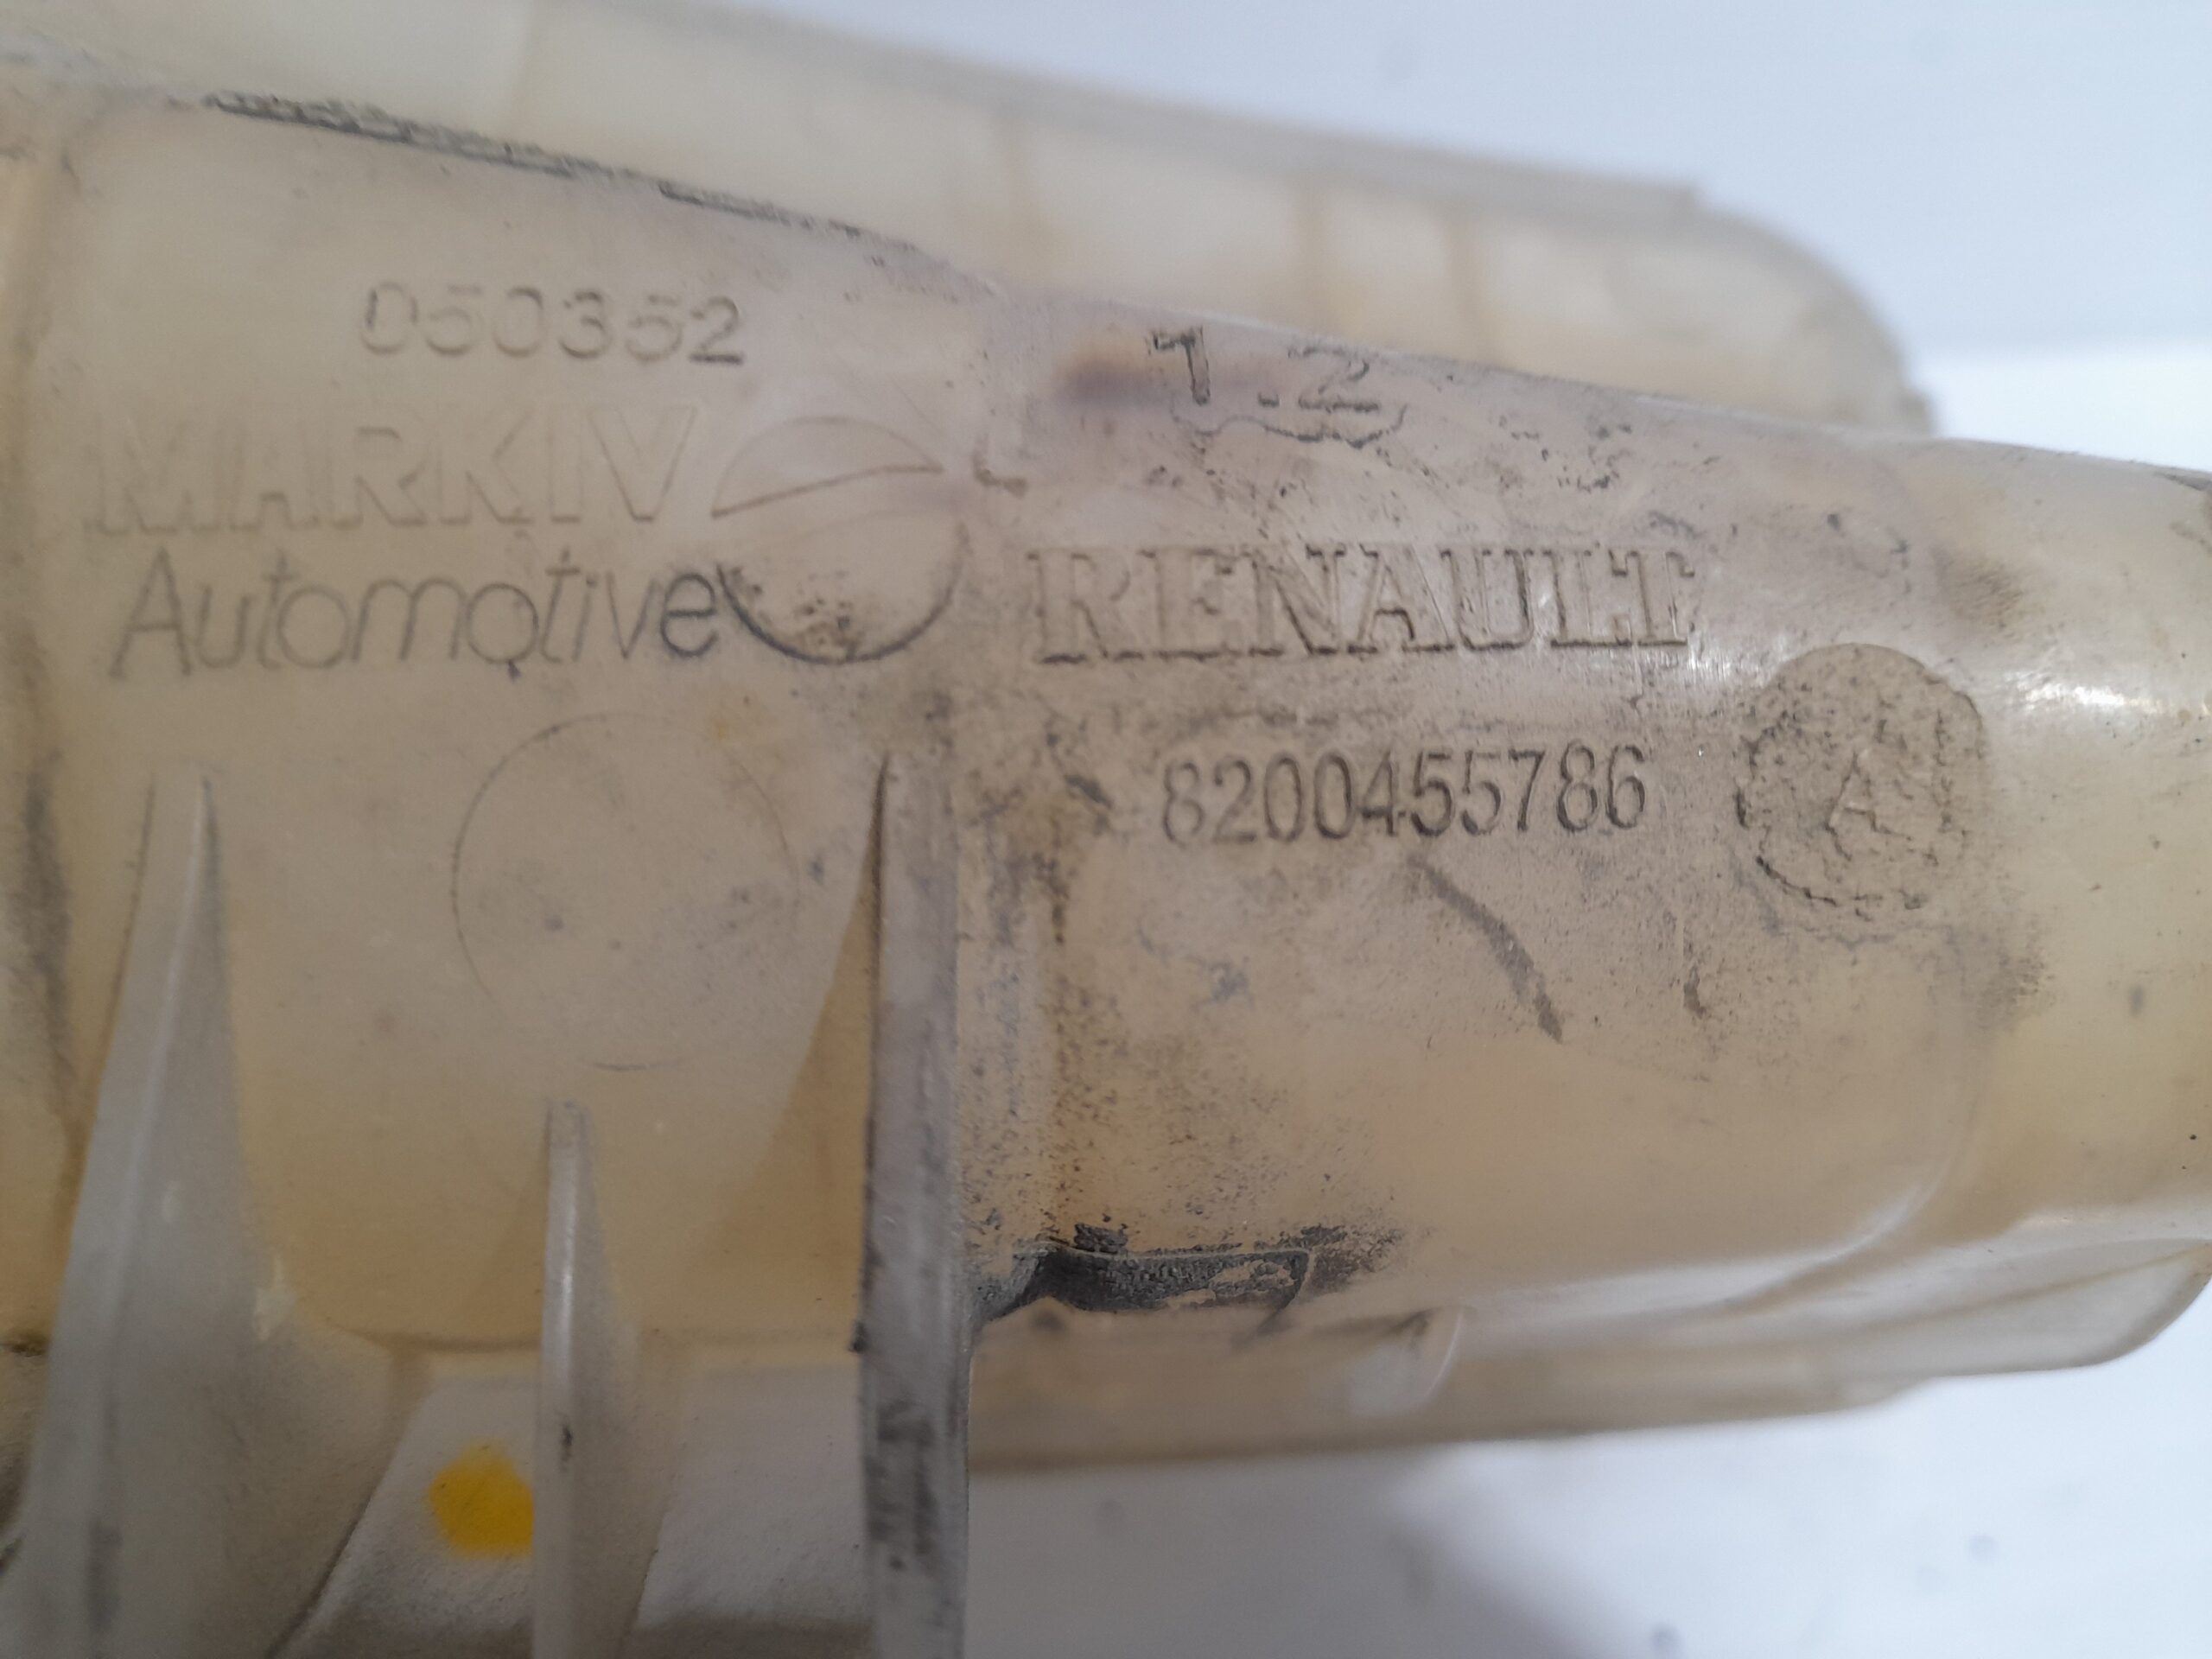 050352
MARKIV
Automotive
1.2
RENAULT
8200455786
A